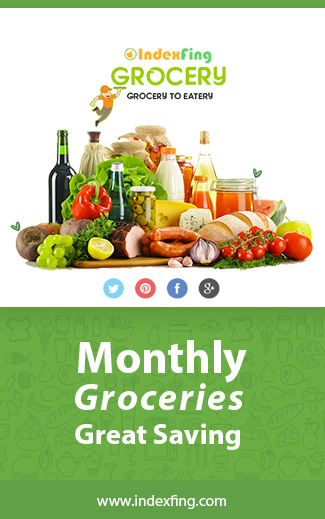 IndexFing
GROCERY
GROCERY TO EATERY
Monthly
Groceries
Great Saving
www.indexfing.com